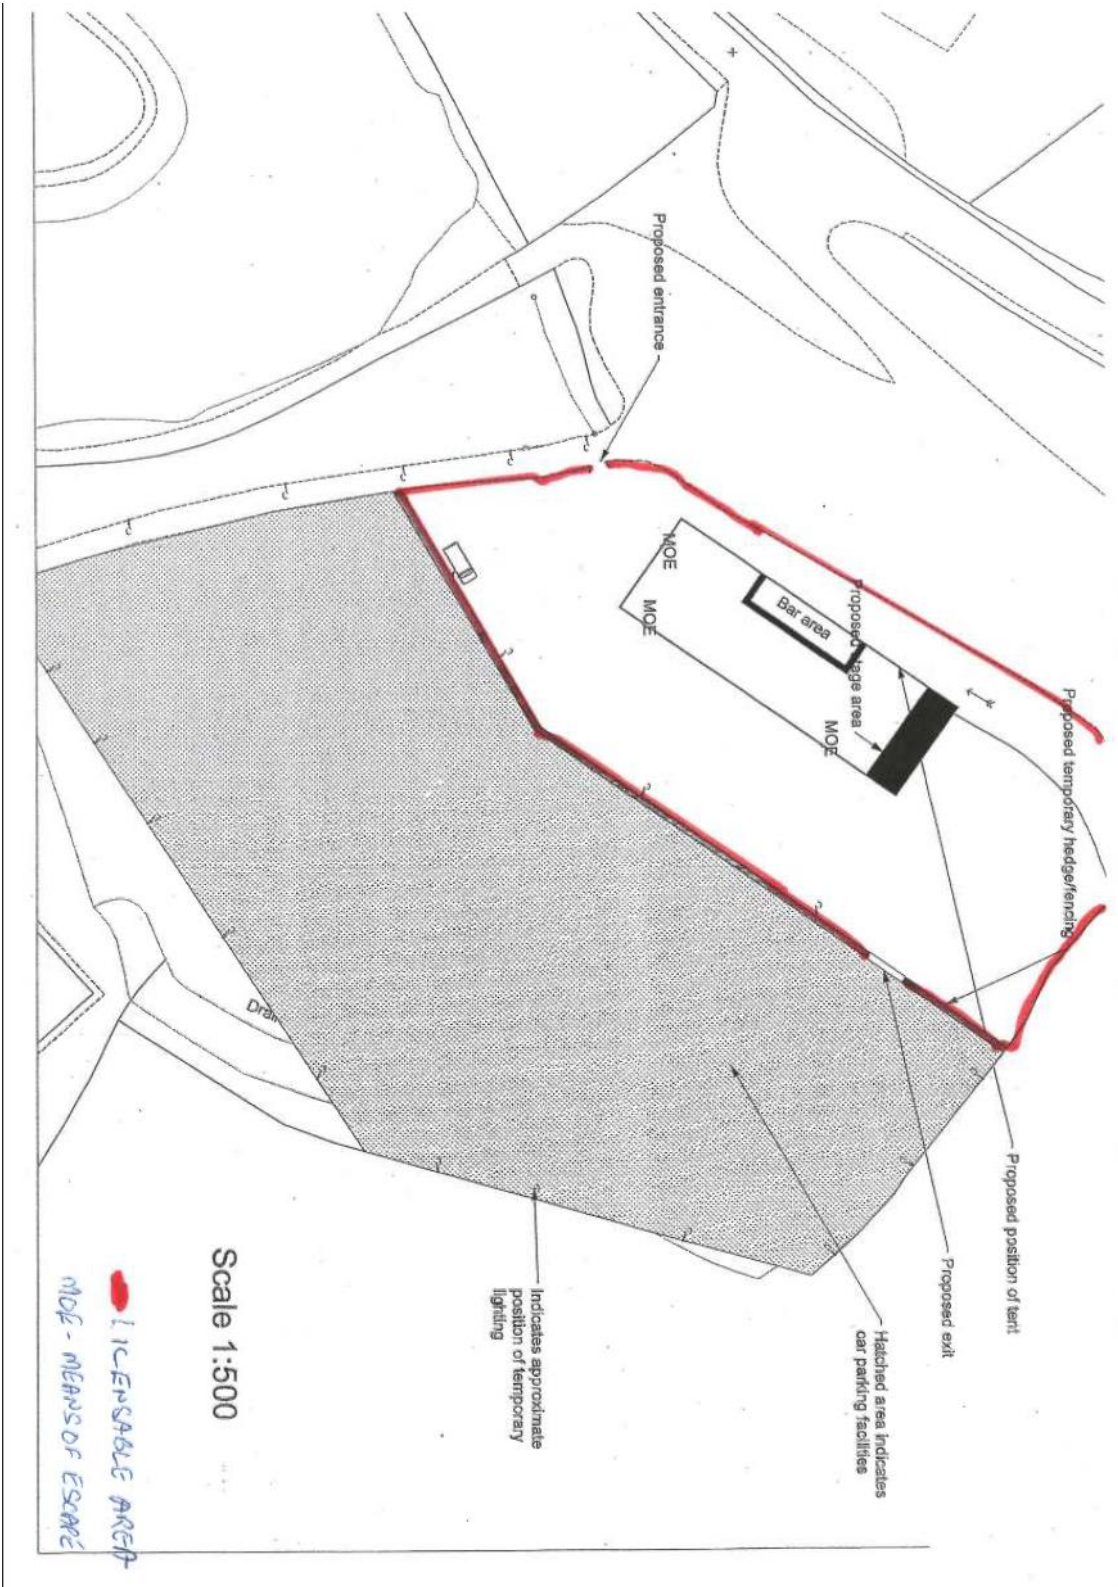 Proposed entrance
MOE
MOE
Bar area
Proposed stage area
MOE
Proposed temporary hedge/fencing
Proposed position of tent
Proposed exit
Hatched area indicates
car parking facilities
Indicates approximate
position of temporary
lighting
Drain
Scale 1:500
LICENSABLE AREA
MOE - MEANS OF ESCAPE